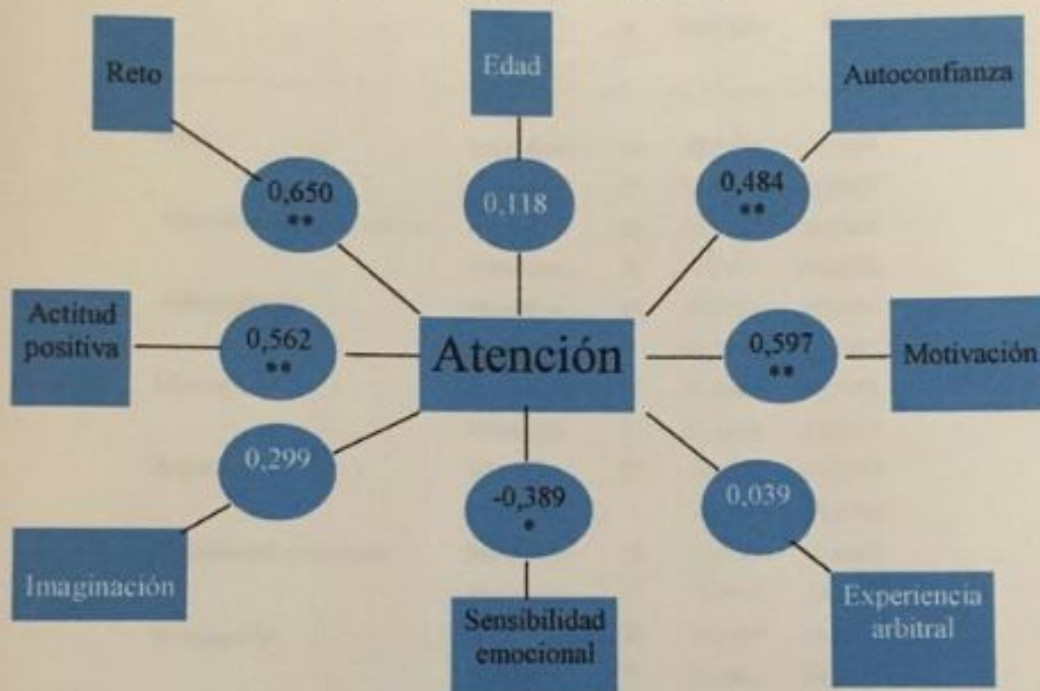 Reto
Edad
Autoconfianza
0,650
**
0,118
0,484
**
Actitud
positiva
0,562
**
Atención
0,597
**
Motivación
0,299
-0,389
*
0,039
Imaginación
Sensibilidad
emocional
Experiencia
arbitral